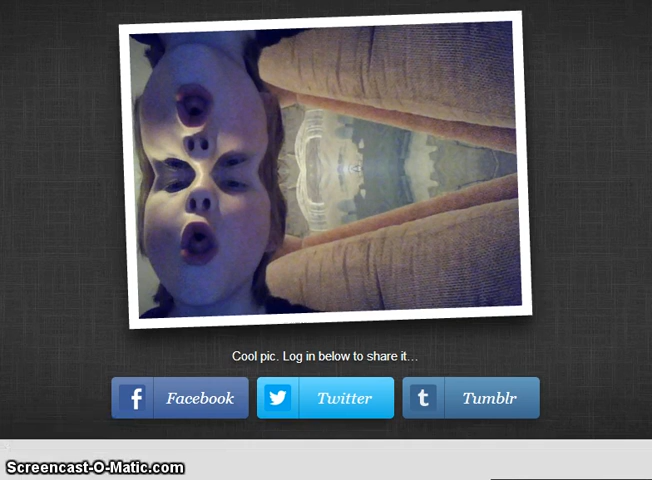 Cool pic. Log in below to share it...
f Facebook
Twitter
t Tumblr
Screencast-O-Matic.com